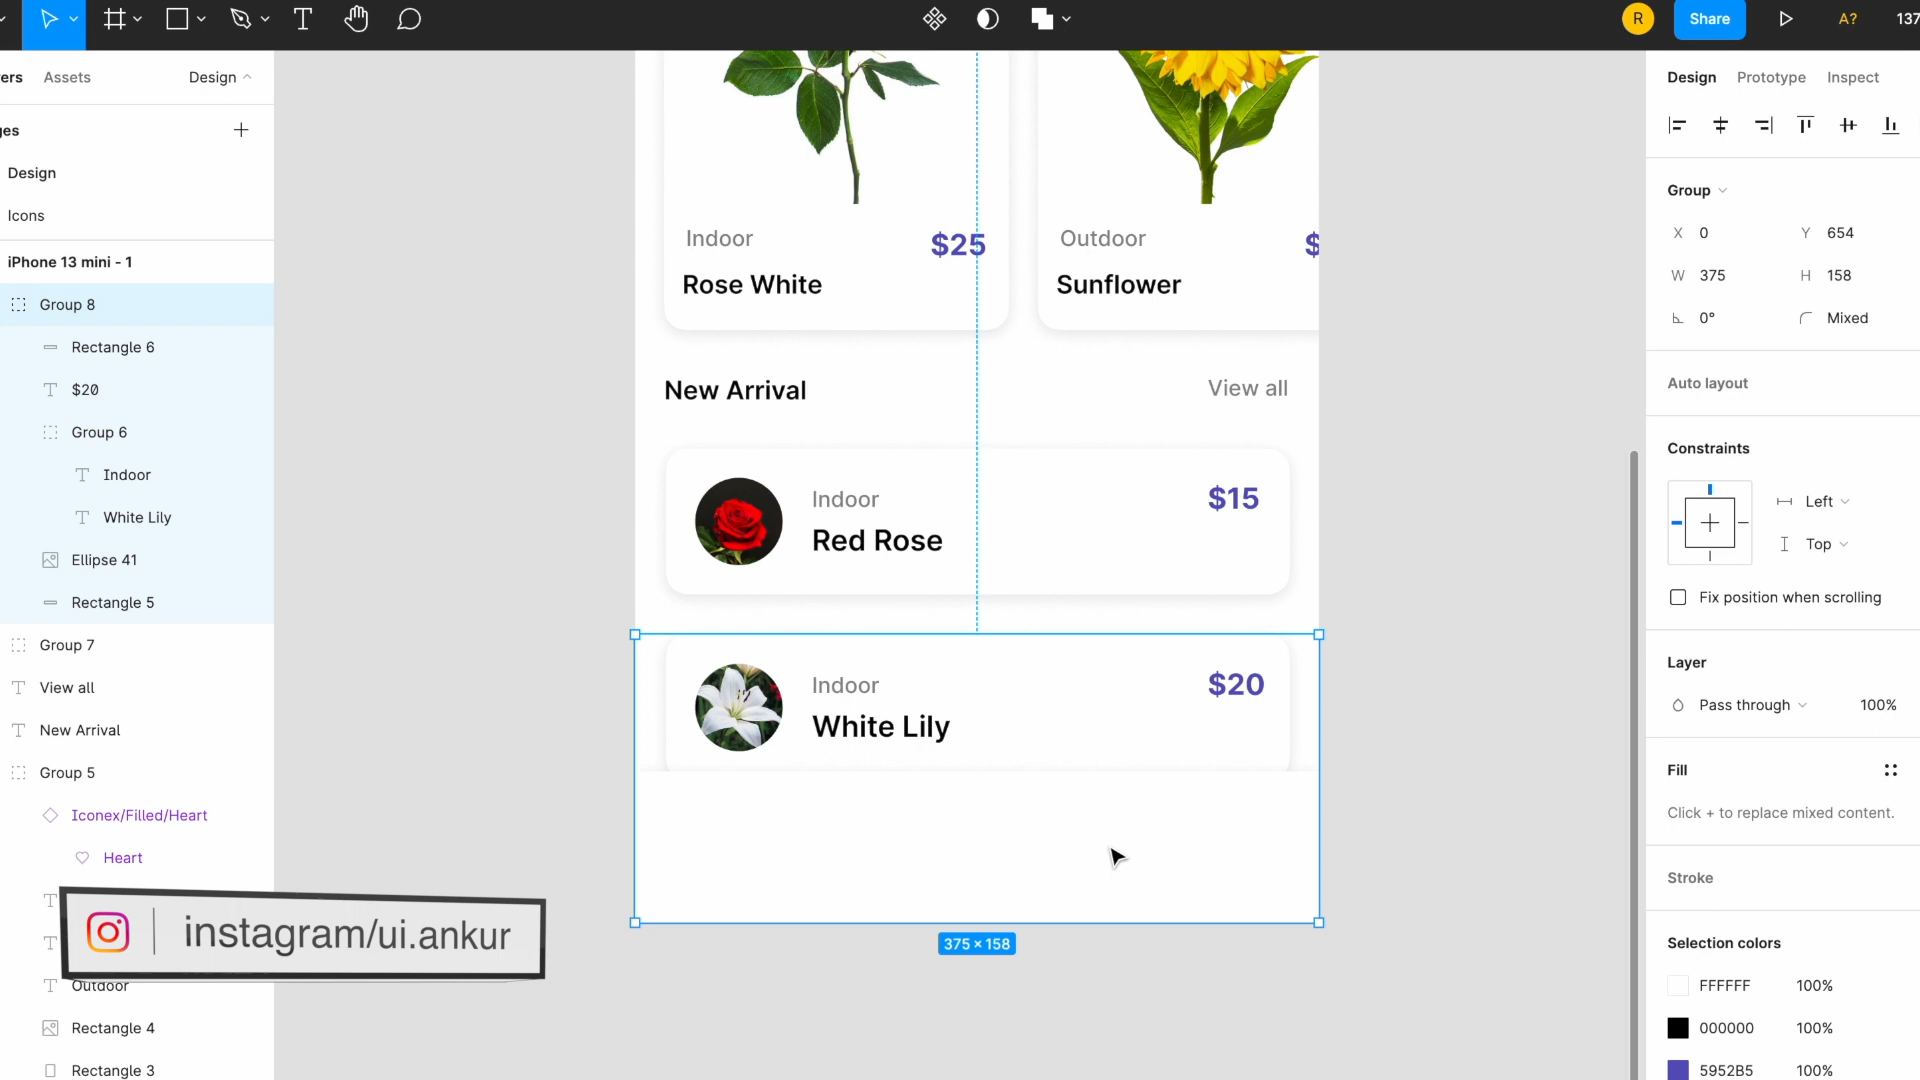 R
Share
A?
137
ers
Assets
Design
ges
Design
Icons
iPhone 13 mini - 1
Group 8
Rectangle 6
$20
Group 6
Indoor
White Lily
Ellipse 41
Rectangle 5
Group 7
View all
New Arrival
Group 5
Iconex/Filled/Heart
Heart
instagram/ui.ankur
Outdoor
Rectangle 4
Rectangle 3
Indoor
$25
Rose White
Outdoor
$
Sunflower
New Arrival
View all
Indoor
$15
Red Rose
Indoor
$20
White Lily
375 × 158
Design
Prototype
Inspect
Group
X 0
Y 654
W 375
H 158
0°
Mixed
Auto layout
Constraints
Left
Top
Fix position when scrolling
Layer
Pass through
100%
Fill
Click + to replace mixed content.
Stroke
Selection colors
FFFFFF 100%
000000 100%
5952B5 100%